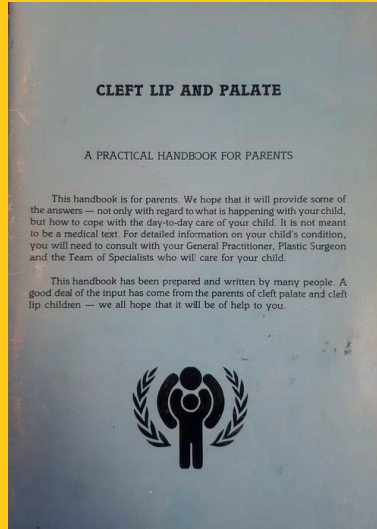 CLEFT LIP AND PALATE
A PRACTICAL HANDBOOK FOR PARENTS
This handbook is for parents. We hope that it will provide some of
the answers — not only with regard to what is happening with your child,
but how to cope with the day-to-day care of your child. It is not meant
to be a medical text. For detailed information on your child's condition,
you will need to consult with your General Practitioner, Plastic Surgeon
and the Team of Specialists who will care for your child.
This handbook has been prepared and written by many people. A
good deal of the input has come from the parents of cleft palate and cleft
lip children — we all hope that it will be of help to you.